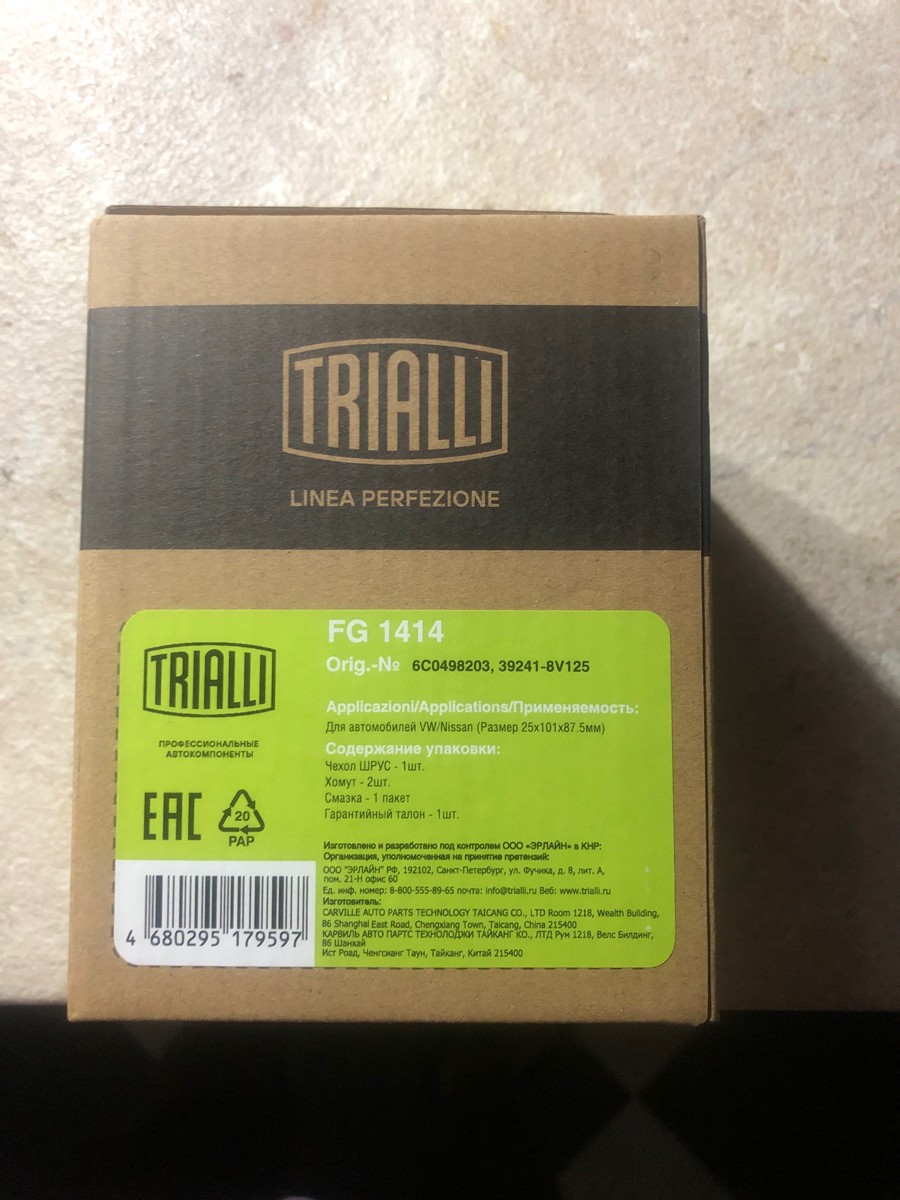 TRIALLI
LINEA PERFEZIONE
TRIALLI
ПРОФЕССИОНАЛЬНЫЕ
АВТОКОМПОНЕНТЫ
EAC
20
PAP
FG 1414
Orig.-№ 6C0498203, 39241-8V125
Applicazioni/Applications/Применяемость:
Для автомобилей VW/Nissan (Размер 25x101x87.5мм)
Содержание упаковки:
Чехол ШРУС - 1шт.
Хомут - 2шт.
Смазка - 1 пакет
Гарантийный талон - 1шт.
Изготовлено и разработано под контролем ООО «ЭРЛАЙН» в КНР:
Организация, уполномоченная на принятие претензий:
ООО "ЭРЛАЙН" РФ, 192102, Санкт-Петербург, ул. Фучика, д. 8, лит. А,
пом. 21-Н офис 60
Ед. инф. номер: 8-800-555-89-65 почта: info@trialli.ru Веб: www.trialli.ru
Изготовитель:
CARVILLE AUTO PARTS TECHNOLOGY TAICANG CO., LTD Room 1218, Wealth Building,
86 Shanghai East Road, Chengxiang Town, Taicang, China 215400
КАРВИЛЬ АВТО ПАРТС ТЕХНОЛОДЖИ ТАЙКАНГ КО., ЛТД Рум 1218, Велс Билдинг,
86 Шанхай
Ист Роад, Ченгсианг Таун, Тайканг, Китай 215400
4 680295 179597